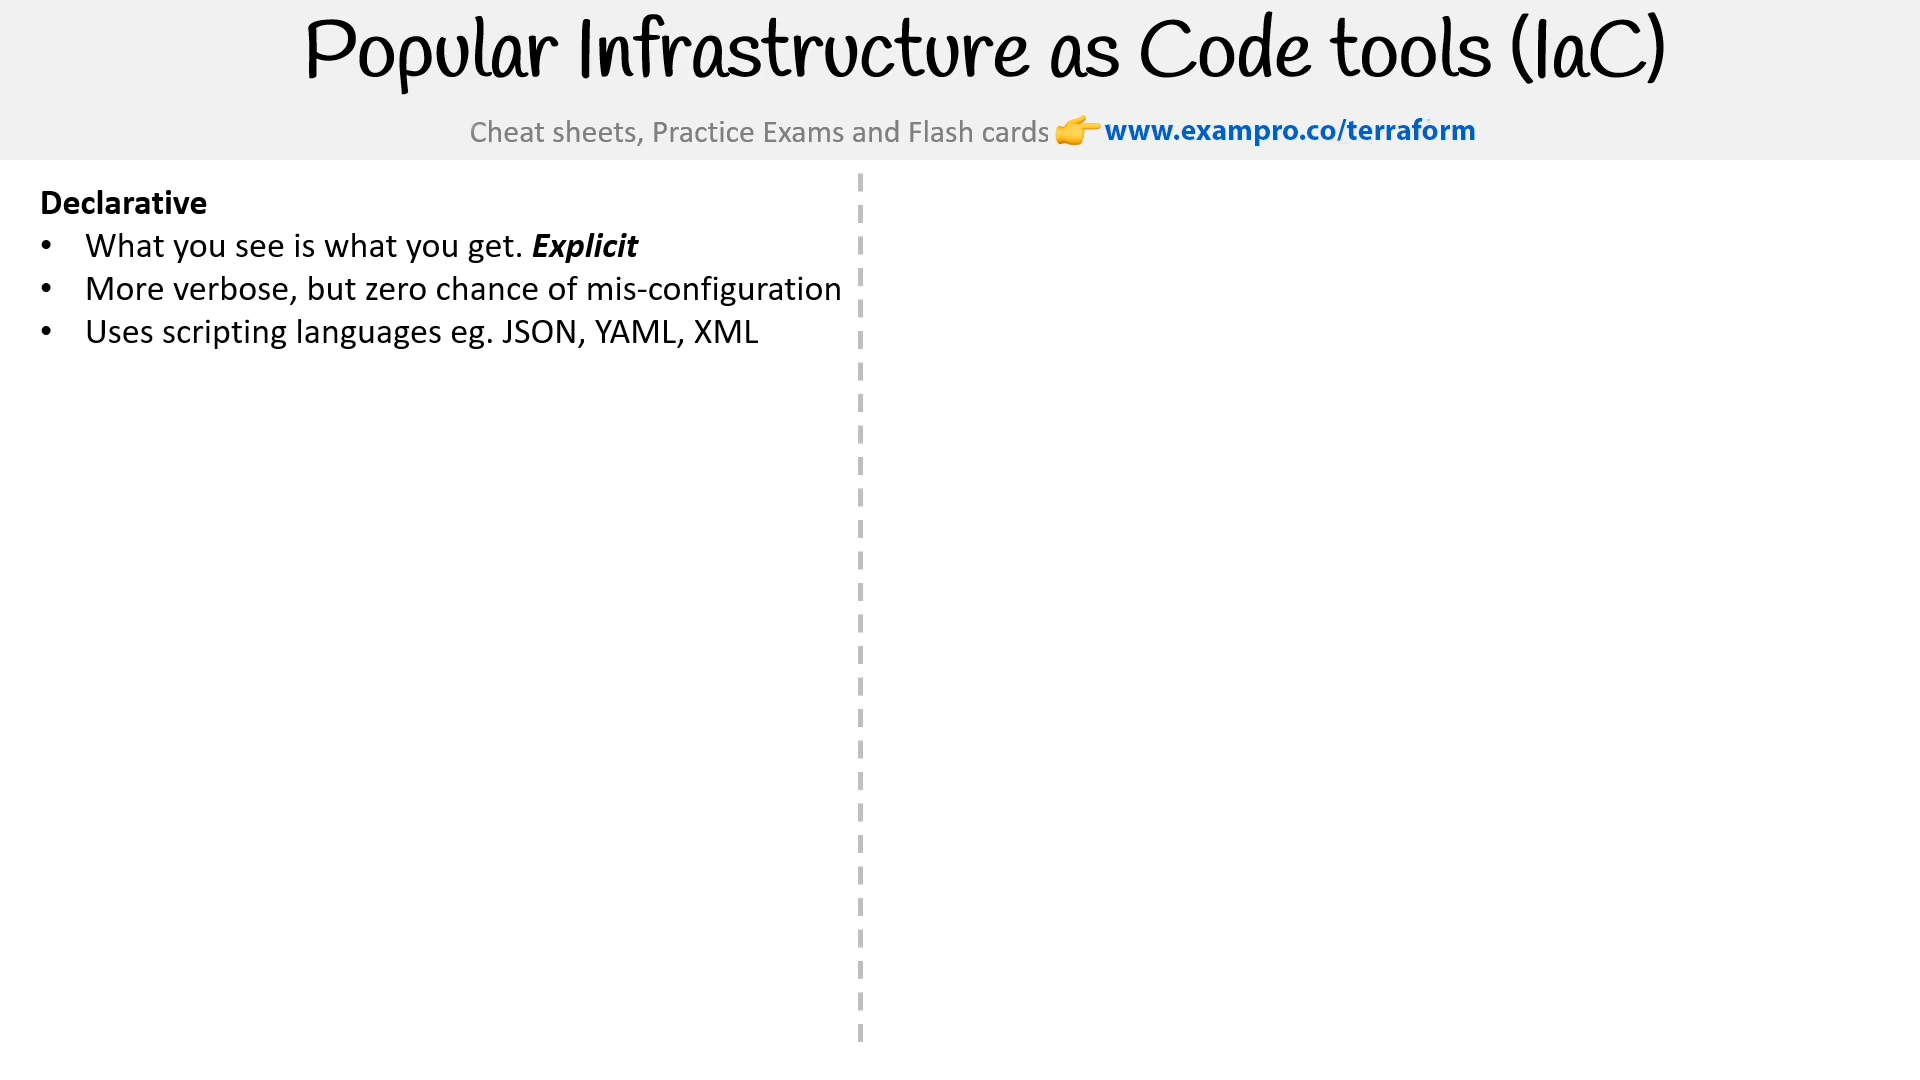 Popular Infrastructure as Code tools (IaC)
Cheat sheets, Practice Exams and Flash cards 👉www.exampro.co/terraform
Declarative
• What you see is what you get. Explicit
• More verbose, but zero chance of mis-configuration
• Uses scripting languages eg. JSON, YAML, XML